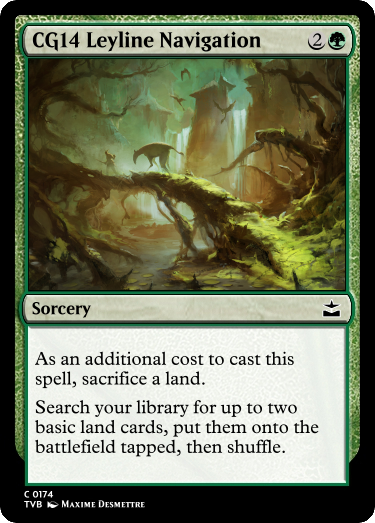 CG14 Leyline Navigation 2
Sorcery
As an additional cost to cast this
spell, sacrifice a land.
Search your library for up to two
basic land cards, put them onto the
battlefield tapped, then shuffle.
C 0174
TVB Maxime Desmettre